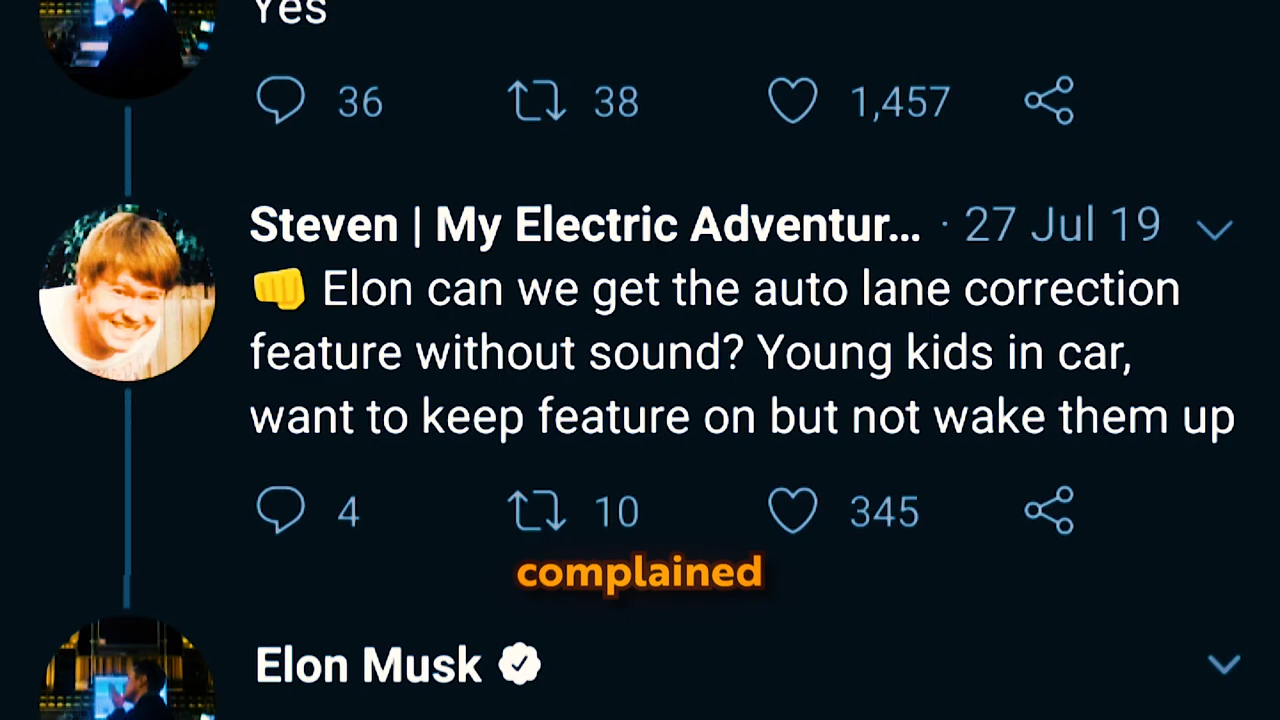 Yes
36 38 1,457
Steven | My Electric Adventur... · 27 Jul 19
👊 Elon can we get the auto lane correction
feature without sound? Young kids in car,
want to keep feature on but not wake them up
4 10 345
complained
Elon Musk